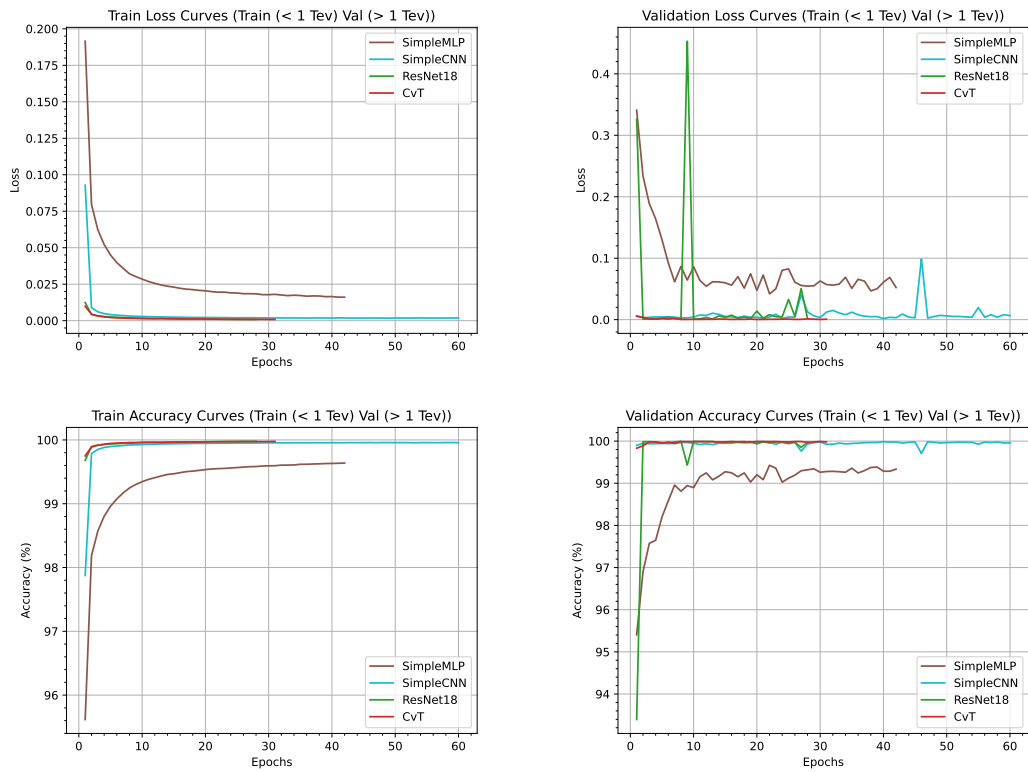 Train Loss Curves (Train (< 1 Tev) Val (> 1 Tev))
0.200
0.175
0.150
0.125
0.100
0.075
0.050
0.025
0.000
Loss
0 10 20 30 40 50 60
Epochs
SimpleMLP
SimpleCNN
ResNet18
CvT
Validation Loss Curves (Train (< 1 Tev) Val (> 1 Tev))
0.4
0.3
0.2
0.1
0.0
Loss
0 10 20 30 40 50 60
Epochs
SimpleMLP
SimpleCNN
ResNet18
CvT
Train Accuracy Curves (Train (< 1 Tev) Val (> 1 Tev))
100
99
98
97
96
Accuracy (%)
0 10 20 30 40 50 60
Epochs
SimpleMLP
SimpleCNN
ResNet18
CvT
Validation Accuracy Curves (Train (< 1 Tev) Val (> 1 Tev))
100
99
98
97
96
95
94
Accuracy (%)
0 10 20 30 40 50 60
Epochs
SimpleMLP
SimpleCNN
ResNet18
CvT